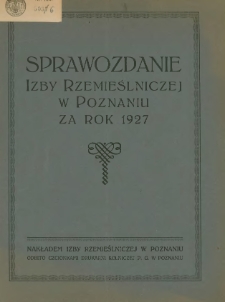 SPRAWOZDANIE
IZBY RZEMIEŚLNICZEJ
W POZNANIU
ZA ROK 1927
NAKŁADEM IZBY RZEMIEŚLNICZEJ W POZNANIU